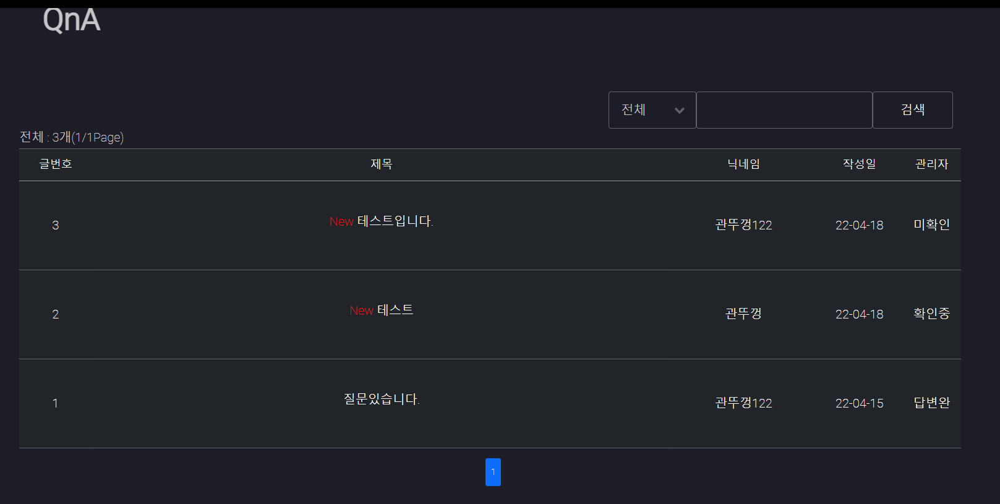 QnA
전체 검색
전체 : 3개(1/1Page)
글번호 제목 닉네임 작성일 관리자
3 New 테스트입니다. 관뚜껑122 22-04-18 미확인
2 New 테스트 관뚜껑 22-04-18 확인중
1 질문있습니다. 관뚜껑122 22-04-15 답변완
1